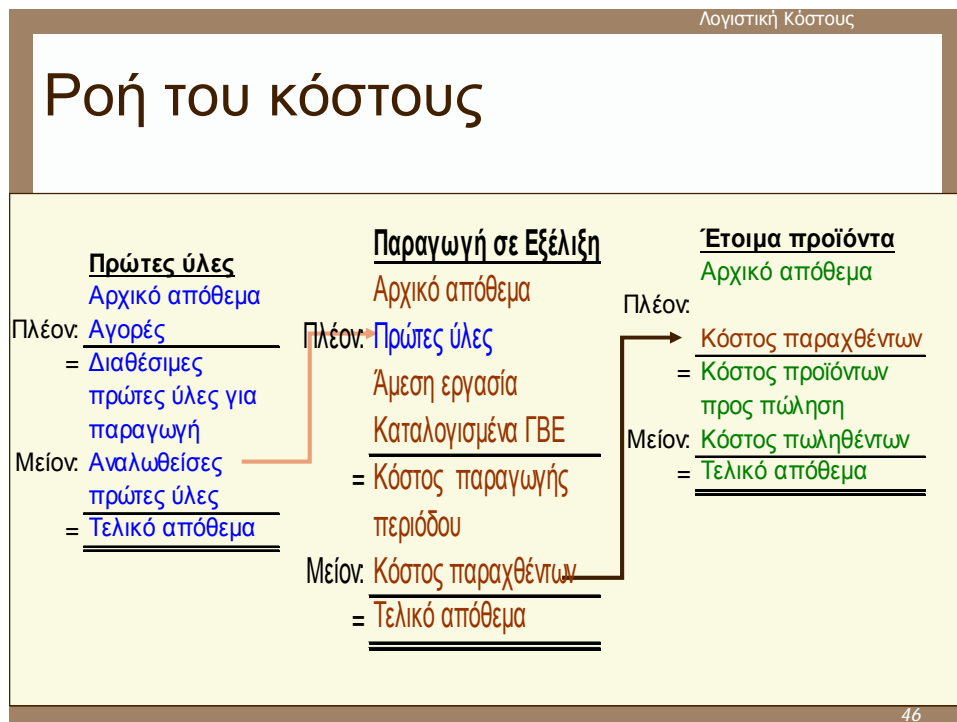 Λογιστική Κόστους
Ροή του κόστους
Πρώτες ύλες
Αρχικό απόθεμα
Πλέον: Αγορές
= Διαθέσιμες
πρώτες ύλες για
παραγωγή
Μείον: Αναλωθείσες
πρώτες ύλες
= Τελικό απόθεμα
Παραγωγή σε Εξέλιξη
Αρχικό απόθεμα
Πλέον: Πρώτες ύλες
Άμεση εργασία
Καταλογισμένα ΓΒΕ
= Κόστος παραγωγής
περιόδου
Μείον: Κόστος παραχθέντων
= Τελικό απόθεμα
Έτοιμα προϊόντα
Αρχικό απόθεμα
Πλέον:
Κόστος παραχθέντων
= Κόστος προϊόντων
προς πώληση
Μείον: Κόστος πωληθέντων
= Τελικό απόθεμα
46